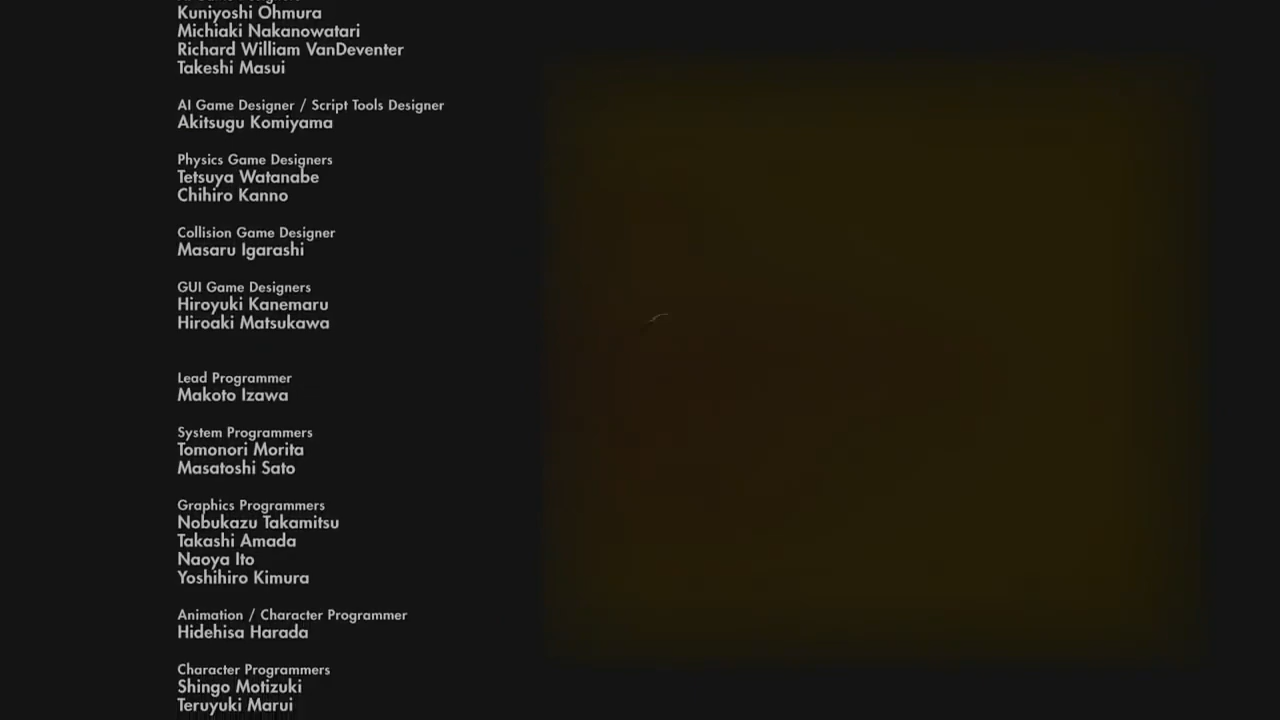 Kuniyoshi Ohmura
Michiaki Nakanowatari
Richard William VanDeventer
Takeshi Masui
AI Game Designer / Script Tools Designer
Akitsugu Komiyama
Physics Game Designers
Tetsuya Watanabe
Chihiro Kanno
Collision Game Designer
Masaru Igarashi
GUI Game Designers
Hiroyuki Kanemaru
Hiroaki Matsukawa
Lead Programmer
Makoto Izawa
System Programmers
Tomonori Morita
Masatoshi Sato
Graphics Programmers
Nobukazu Takamitsu
Takashi Amada
Naoya Ito
Yoshihiro Kimura
Animation / Character Programmer
Hidehisa Harada
Character Programmers
Shingo Motizuki
Teruyuki Marui